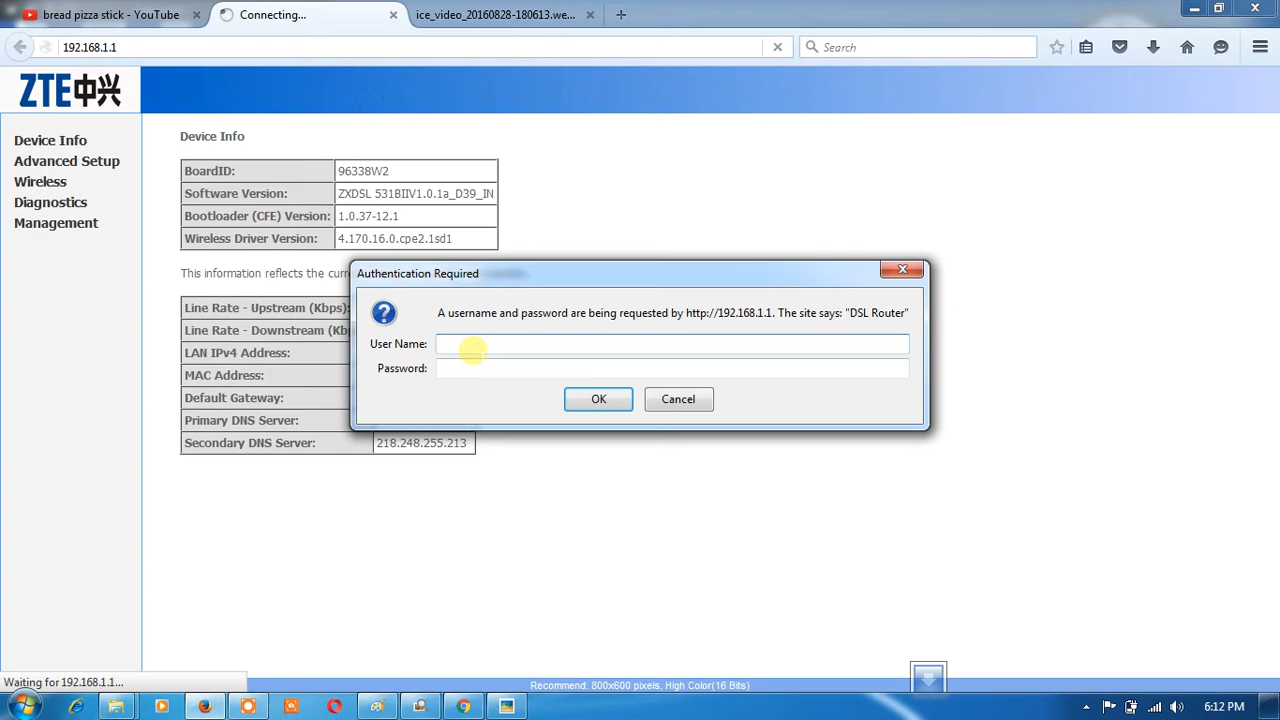 bread pizza stick - YouTube
Connecting...
ice_video_20160828-180613.we...
192.168.1.1
Search
ZTE中兴
Device Info
Advanced Setup
Wireless
Diagnostics
Management
Device Info
BoardID: 96338W2
Software Version: ZXDSL 531BIIV1.0.1a_D39_IN
Bootloader (CFE) Version: 1.0.37-12.1
Wireless Driver Version: 4.170.16.0.cpe2.1sd1
This information reflects the curr
Line Rate - Upstream (Kbps):
Line Rate - Downstream (Kbps
LAN IPv4 Address:
MAC Address:
Default Gateway:
Primary DNS Server:
Secondary DNS Server: 218.248.255.213
Authentication Required
A username and password are being requested by http://192.168.1.1. The site says: "DSL Router"
User Name:
Password:
OK Cancel
Waiting for 192.168.1.1...
Recommend: 800x600 pixels, High Color(16 Bits)
6:12 PM